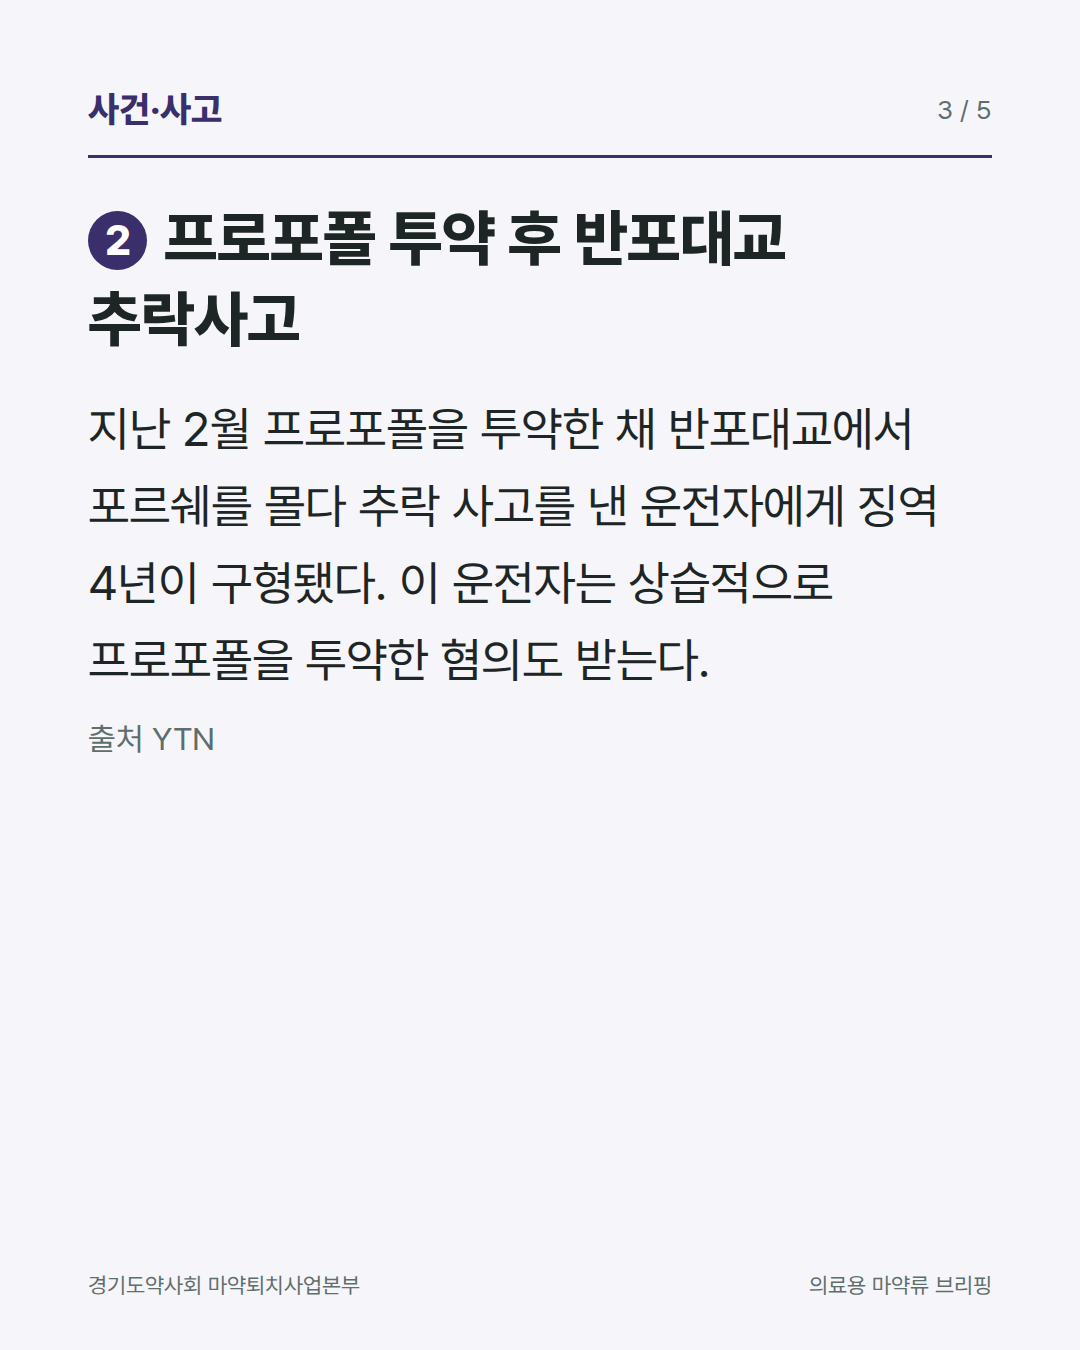 사건·사고
3 / 5
2 프로포폴 투약 후 반포대교
추락사고
지난 2월 프로포폴을 투약한 채 반포대교에서
포르쉐를 몰다 추락 사고를 낸 운전자에게 징역
4년이 구형됐다. 이 운전자는 상습적으로
프로포폴을 투약한 혐의도 받는다.
출처 YTN
경기도약사회 마약퇴치사업본부
의료용 마약류 브리핑